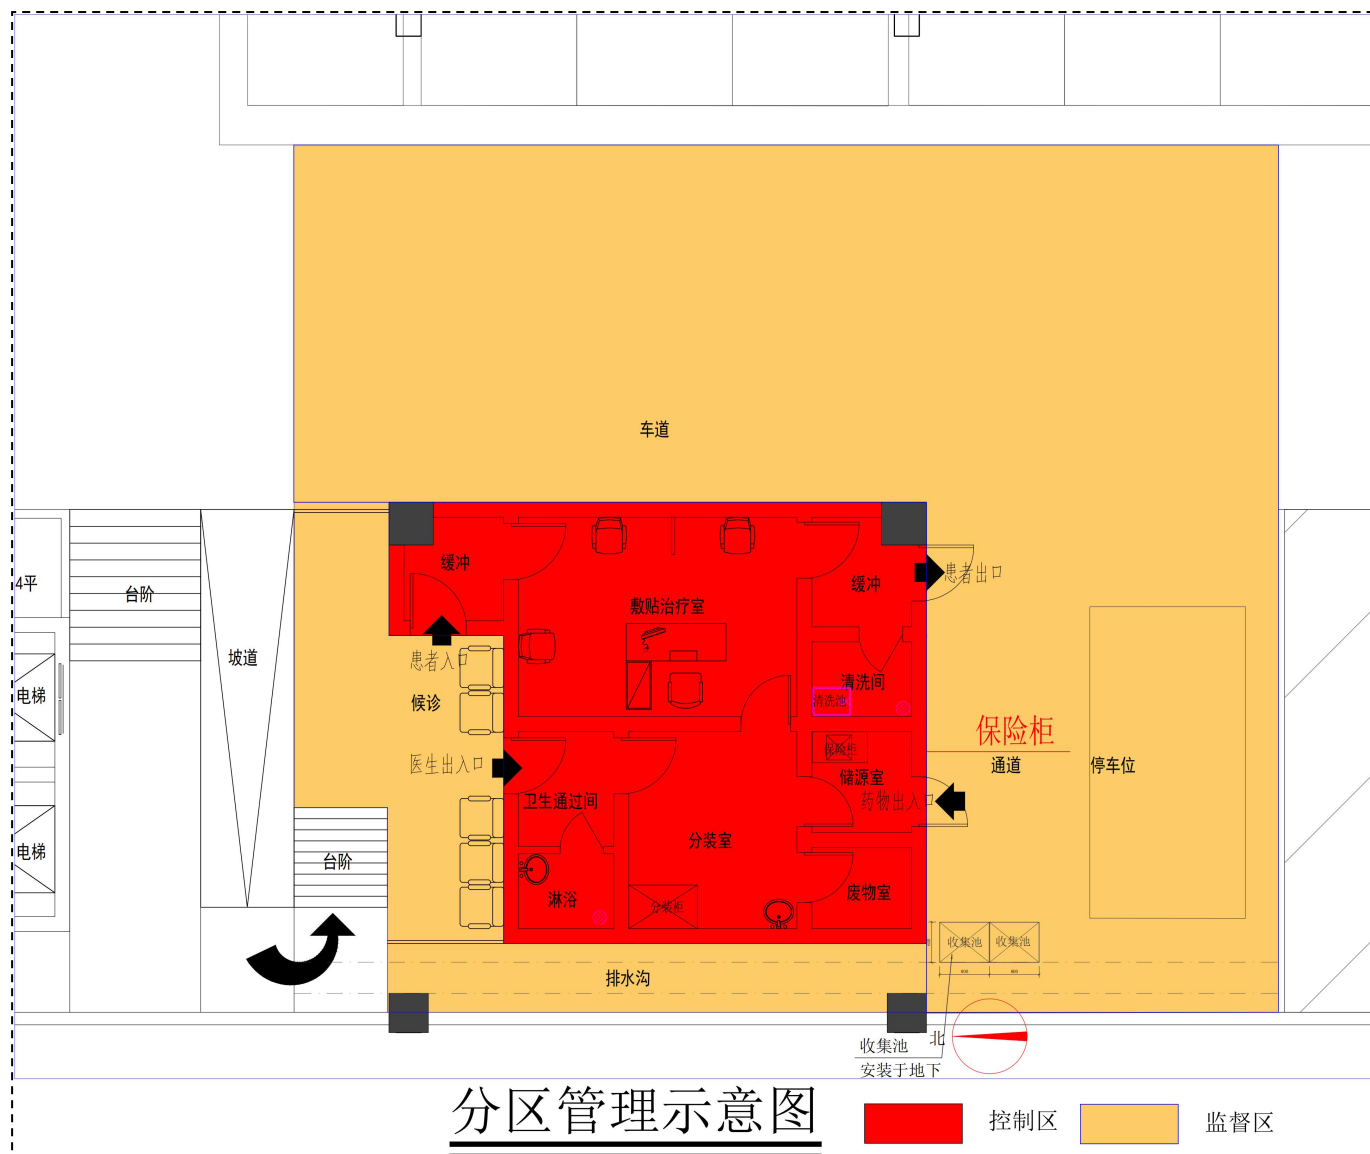 车道
缓冲
缓冲
患者出口
4平
台阶
敷贴治疗室
坡道
患者入口
清洗间
电梯
候诊
清洗池
保险柜
保险柜
医生出入口
储源室
通道
停车位
卫生通过间
药物出入口
分装室
电梯
台阶
淋浴
分装柜
废物室
收集池
收集池
800
800
排水沟
收集池
北
安装于地下
分区管理示意图
控制区
监督区